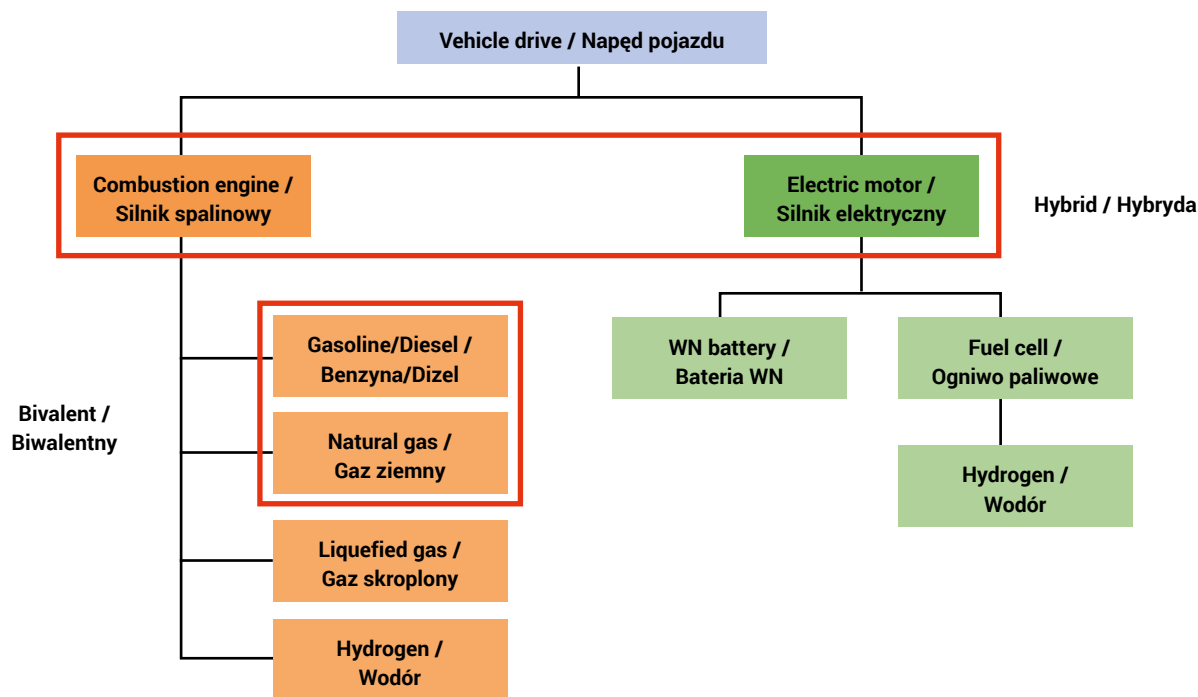 Vehicle drive / Napęd pojazdu
Combustion engine /
Silnik spalinowy
Electric motor /
Silnik elektryczny
Hybrid / Hybryda
Gasoline/Diesel /
Benzyna/Dizel
WN battery /
Bateria WN
Fuel cell /
Ogniwo paliwowe
Bivalent /
Biwalentny
Natural gas /
Gaz ziemny
Hydrogen /
Wodór
Liquefied gas /
Gaz skroplony
Hydrogen /
Wodór